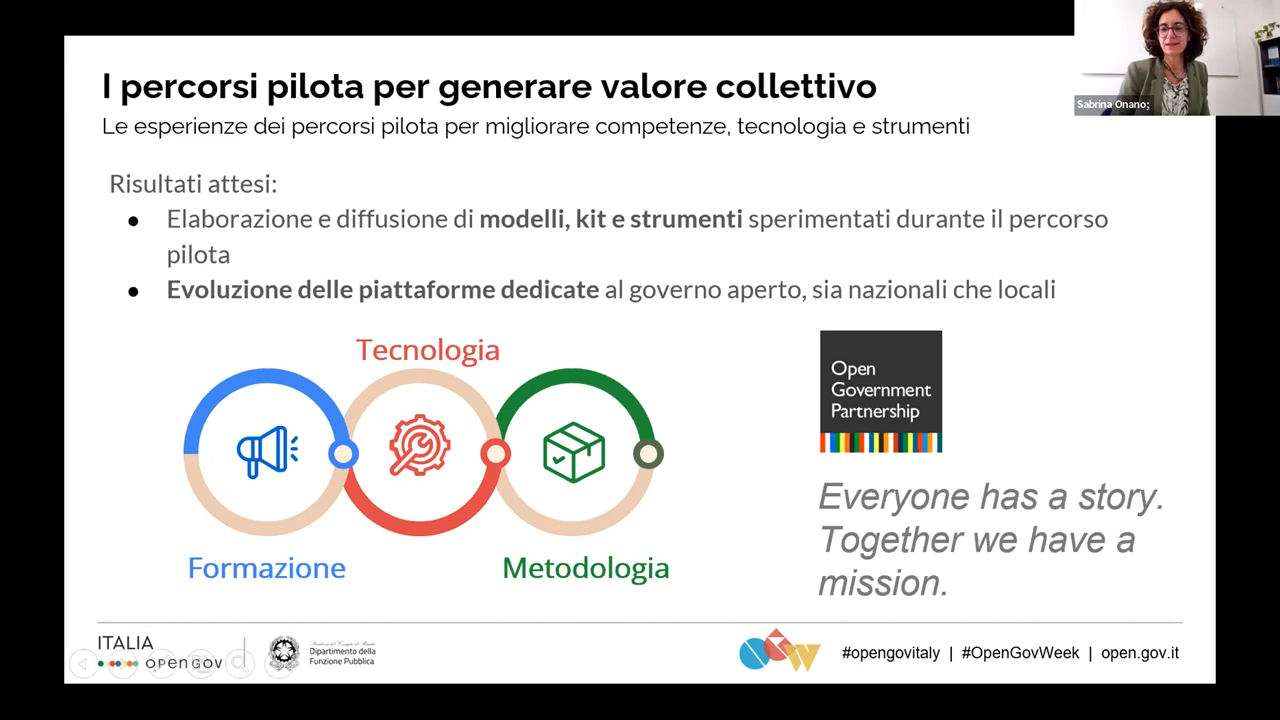 I percorsi pilota per generare valore collettivo
Le esperienze dei percorsi pilota per migliorare competenze, tecnologia e strumenti
Sabrina Onano;
Risultati attesi:
● Elaborazione e diffusione di modelli, kit e strumenti sperimentati durante il percorso
pilota
● Evoluzione delle piattaforme dedicate al governo aperto, sia nazionali che locali
Tecnologia
Formazione
Metodologia
Open
Government
Partnership
Everyone has a story.
Together we have a
mission.
ITALIA
open gov
Dipartimento della
Funzione Pubblica
#opengovitaly | #OpenGovWeek | open.gov.it